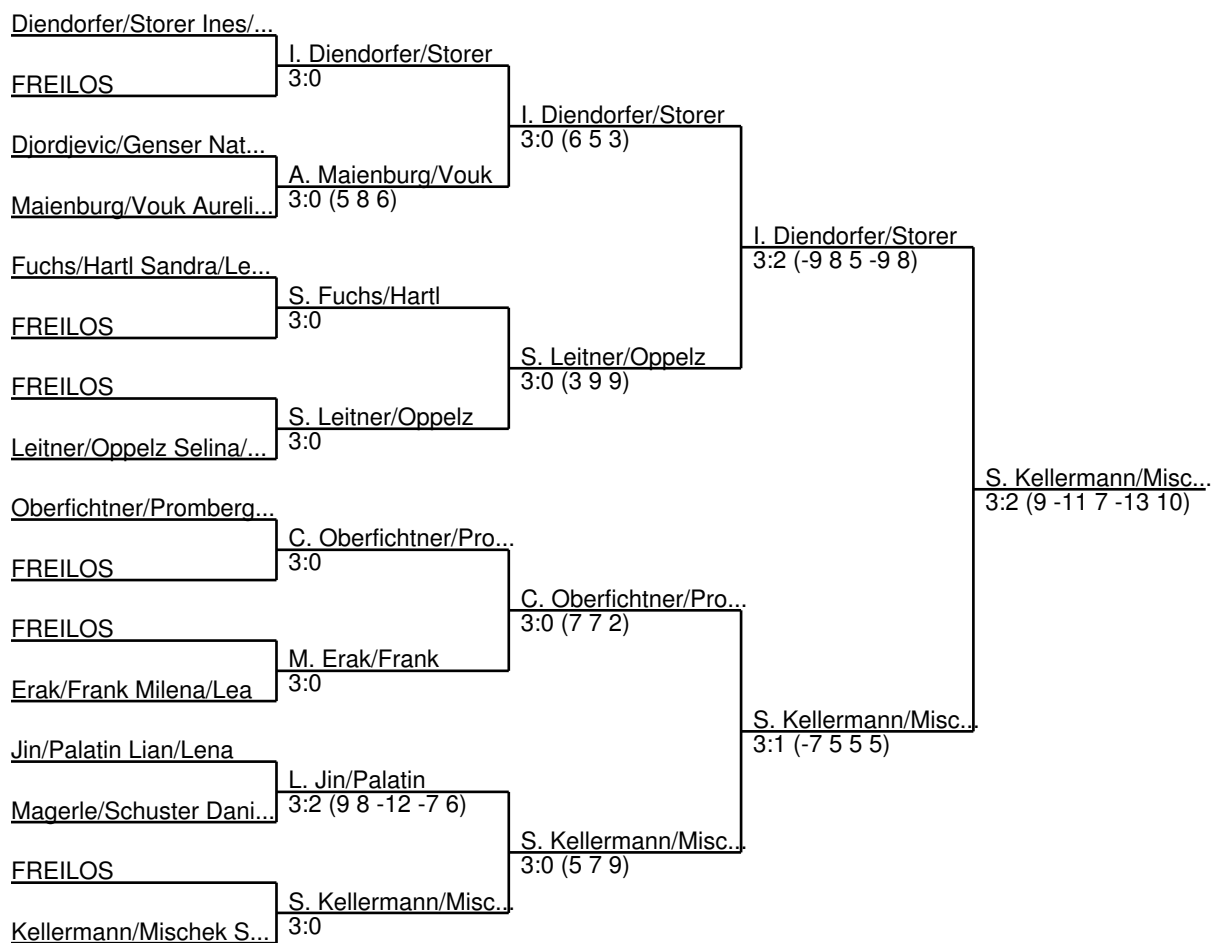 Diendorfer/Storer Ines/...
FREILOS
Djordjevic/Genser Nat...
Maienburg/Vouk Aureli...
Fuchs/Hartl Sandra/Le...
FREILOS
FREILOS
Leitner/Oppelz Selina/...
Oberfichtner/Promberg...
FREILOS
FREILOS
Erak/Frank Milena/Lea
Jin/Palatin Lian/Lena
Magerle/Schuster Dani...
FREILOS
Kellermann/Mischek S...
I. Diendorfer/Storer
3:0
A. Maienburg/Vouk
3:0 (5 8 6)
S. Fuchs/Hartl
3:0
S. Leitner/Oppelz
3:0
C. Oberfichtner/Pro...
3:0
M. Erak/Frank
3:0
L. Jin/Palatin
3:2 (9 8 -12 -7 6)
S. Kellermann/Misc...
3:0
I. Diendorfer/Storer
3:0 (6 5 3)
S. Leitner/Oppelz
3:0 (3 9 9)
C. Oberfichtner/Pro...
3:0 (7 7 2)
S. Kellermann/Misc...
3:0 (5 7 9)
I. Diendorfer/Storer
3:2 (-9 8 5 -9 8)
S. Kellermann/Misc...
3:1 (-7 5 5 5)
S. Kellermann/Misc...
3:2 (9 -11 7 -13 10)